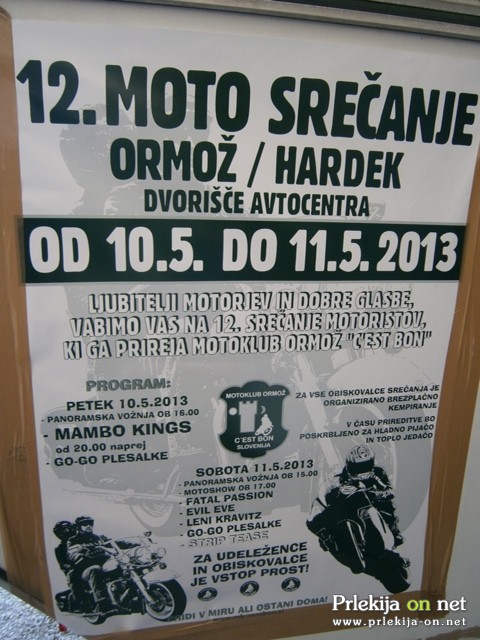 12. MOTO SREČANJE
ORMOŽ / HARDEK
DVORIŠČE AVTOCENTRA
OD 10.5. DO 11.5. 2013
LJUBITELJI MOTORJEV IN DOBRE GLASBE,
VABIMO VAS NA 12. SREČANJE MOTORISTOV,
KI GA PRIREJA MOTOKLUB ORMOŽ "C'EST BON"
PROGRAM:
PETEK 10.5.2013
- PANORAMSKA VOŽNJA OB 16.00
- MAMBO KINGS
od 20.00 naprej
- GO-GO PLESALKE
MOTOKLUB ORMOŽ
C'EST BON
SLOVENIJA
ZA VSE OBISKOVALCE SREČANJA JE
ORGANIZIRANO BREZPLAČNO
KEMPIRANJE
V ČASU PRIREDITVE BO
POSKRBLJENO ZA HLADNO PIJAČO
IN TOPLO JEDAČO
SOBOTA 11.5.2013
- PANORAMSKA VOŽNJA OB 15.00
- MOTOSHOW OB 17.00
- FATAL PASSION
- EVIL EVE
- LENI KRAVITZ
- GO-GO PLESALKE
- STRIP TEASE
ZA UDELEŽENCE
IN OBISKOVALCE
JE VSTOP PROST!
V MIRU ALI OSTANI DOMA!
Prlekija on net
www.prlekija-on.net